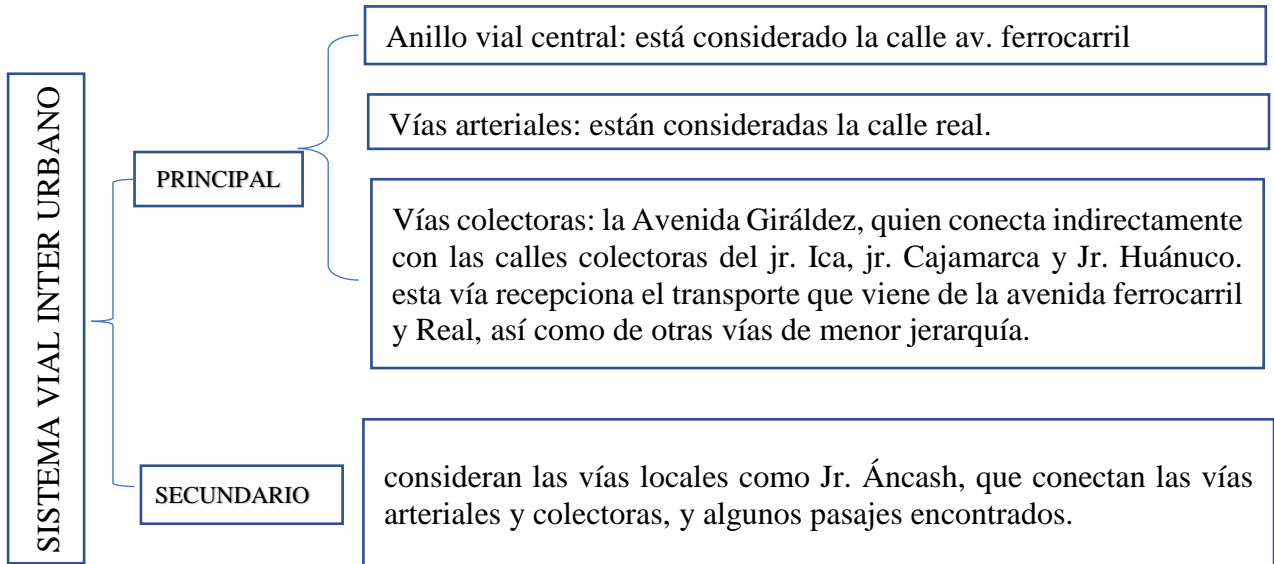 SISTEMA VIAL INTER URBANO
PRINCIPAL
Anillo vial central: está considerado la calle av. ferrocarril
Vías arteriales: están consideradas la calle real.
Vías colectoras: la Avenida Giráldez, quien conecta indirectamente
con las calles colectoras del jr. Ica, jr. Cajamarca y Jr. Huánuco.
esta vía recepciona el transporte que viene de la avenida ferrocarril
y Real, así como de otras vías de menor jerarquía.
SECUNDARIO
consideran las vías locales como Jr. Áncash, que conectan las vías
arteriales y colectoras, y algunos pasajes encontrados.